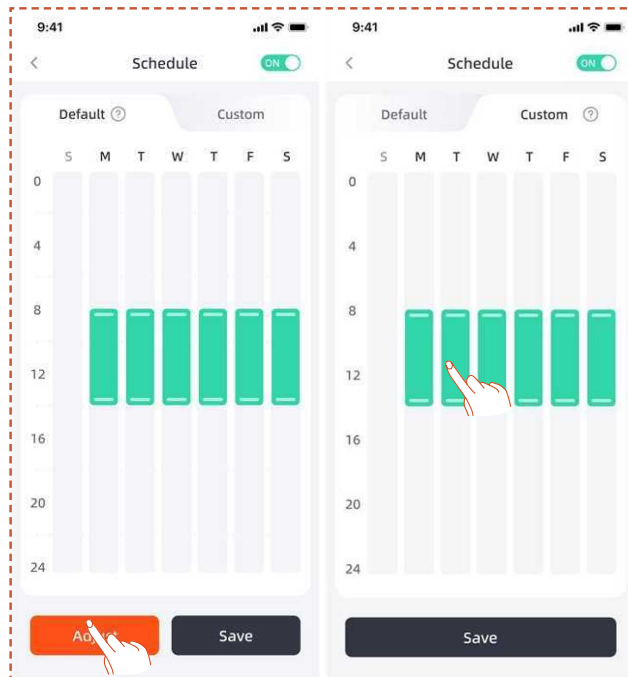 9:41
Schedule
ON
Default ?
Custom
S M T W T F S
0
4
8
12
16
20
24
Adjust
Save
9:41
Schedule
ON
Default
Custom ?
S M T W T F S
0
4
8
12
16
20
24
Save